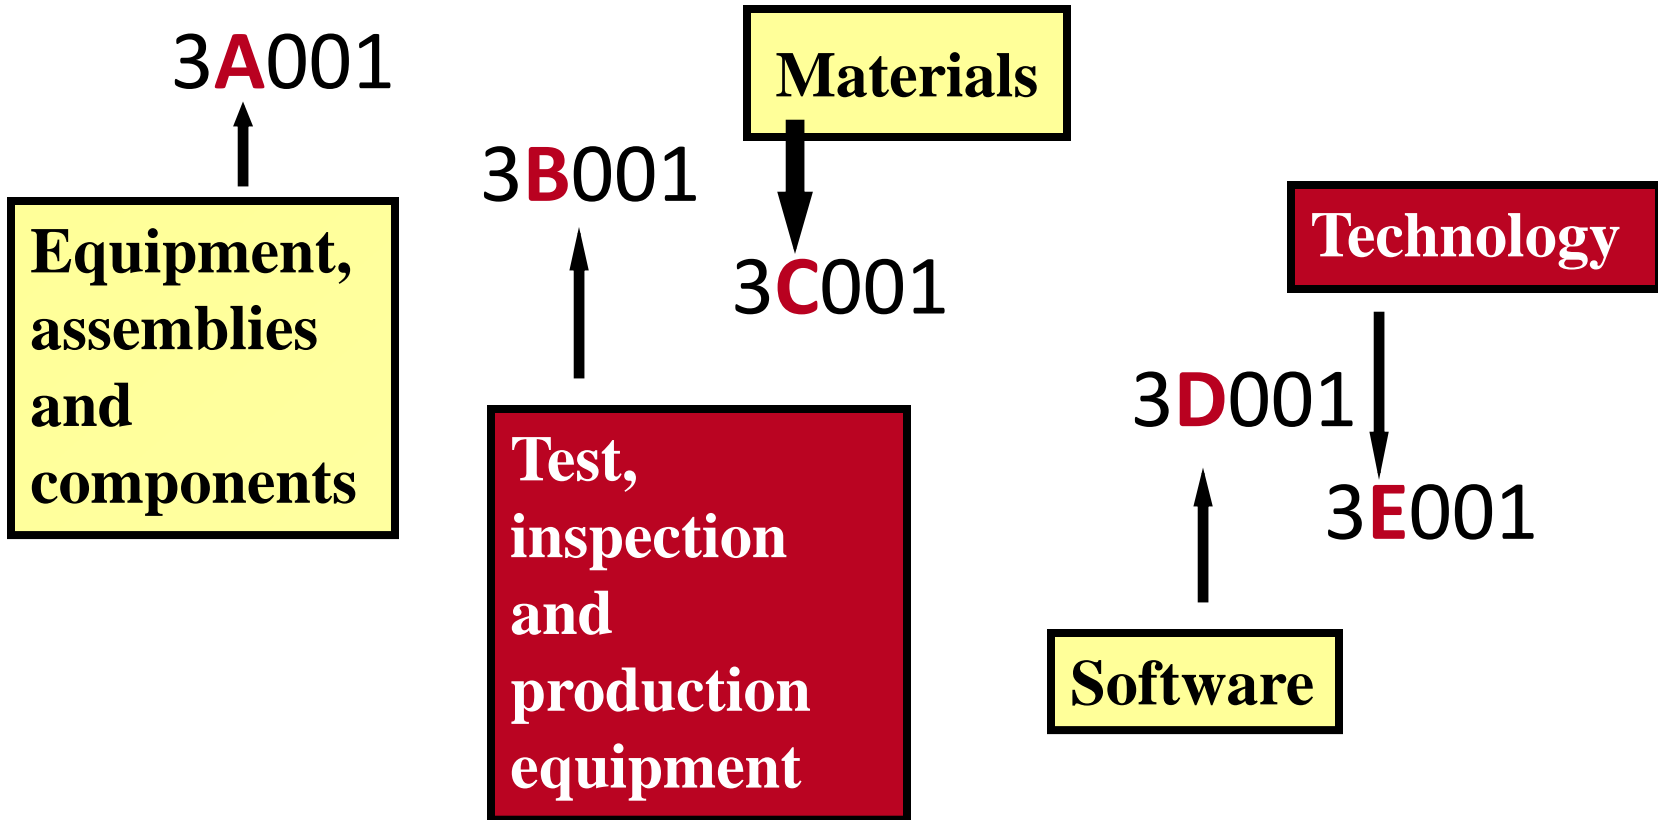 3A001
Equipment,
assemblies
and
components
3B001
Test,
inspection
and
production
equipment
Materials
3C001
3D001
Software
Technology
3E001